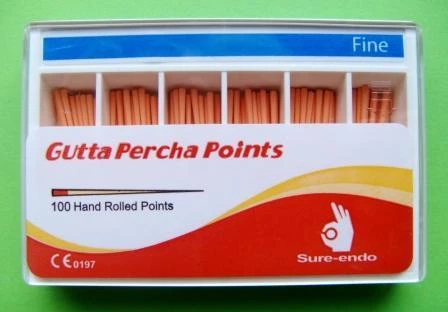 Fine
Gutta Percha Points
100 Hand Rolled Points
CE 0197
Sure-endo